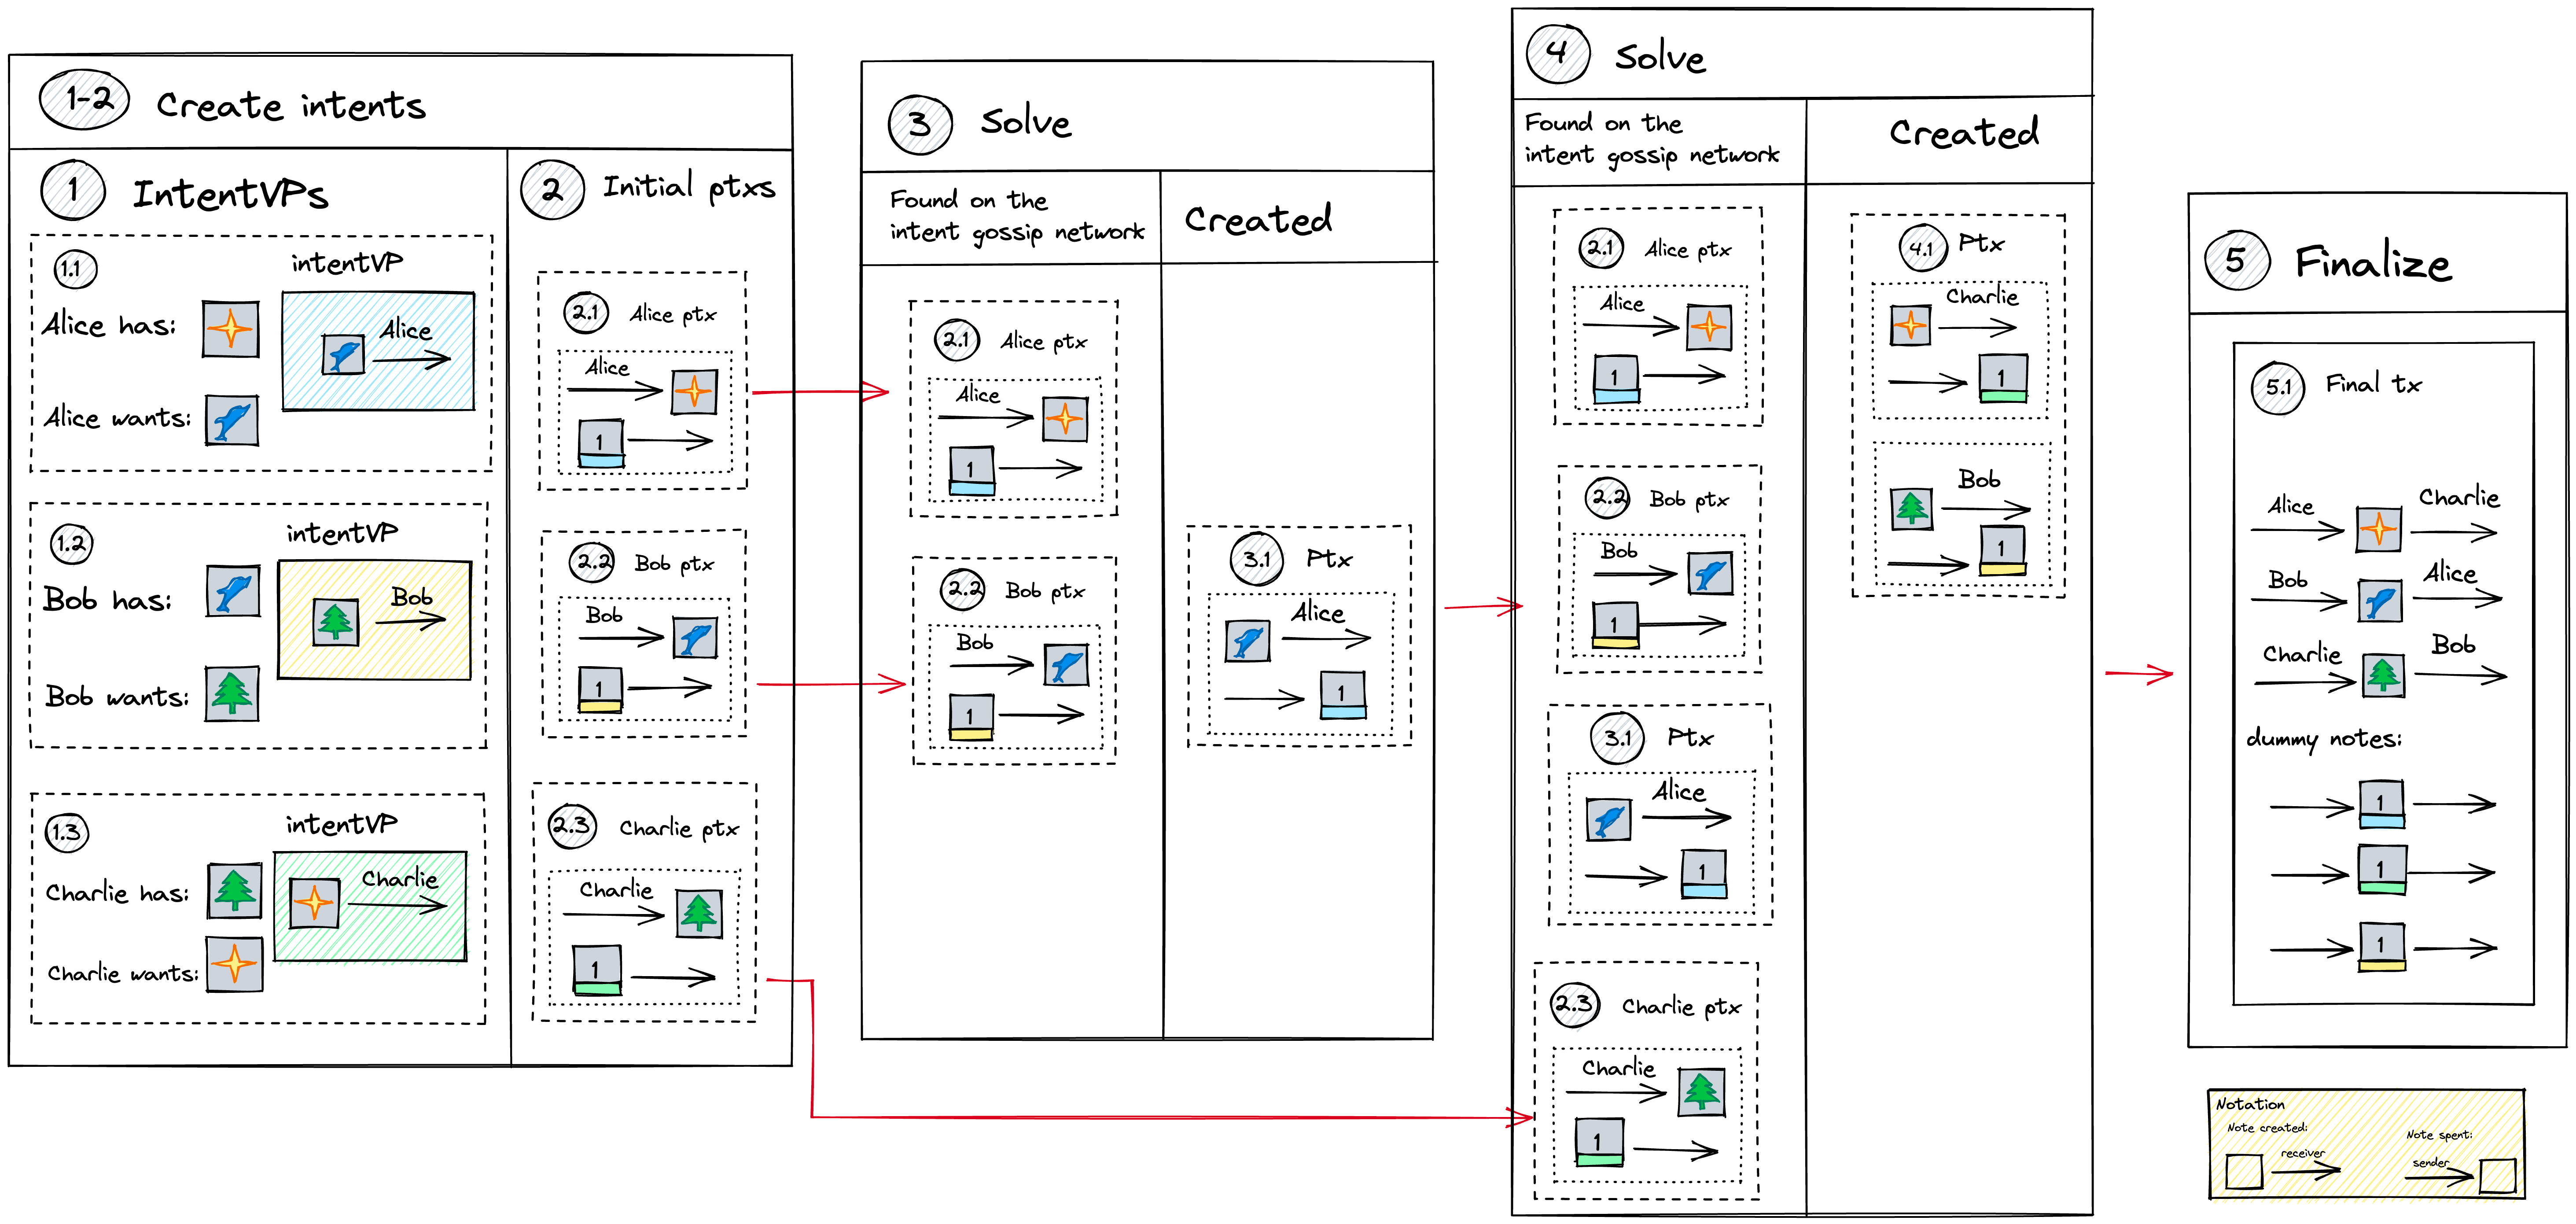 1-2 Create intents
1 IntentVPs
1.1
intentVP
Alice has:
Alice
Alice wants:
1.2
intentVP
Bob has:
Bob
Bob wants:
1.3
intentVP
Charlie has:
Charlie
Charlie wants:
2 Initial ptxs
2.1 Alice ptx
Alice
1
2.2 Bob ptx
Bob
1
2.3 Charlie ptx
Charlie
1
3 Solve
Found on the
intent gossip network
2.1 Alice ptx
Alice
1
2.2 Bob ptx
Bob
1
Created
3.1 Ptx
Alice
1
4 Solve
Found on the
intent gossip network
2.1 Alice ptx
Alice
1
2.2 Bob ptx
Bob
1
3.1 Ptx
Alice
1
2.3 Charlie ptx
Charlie
1
Created
4.1 Ptx
Charlie
1
Bob
1
5 Finalize
5.1 Final tx
Alice Charlie
Bob Alice
Charlie Bob
dummy notes:
1
1
1
Notation
Note created:
receiver
Note spent:
sender